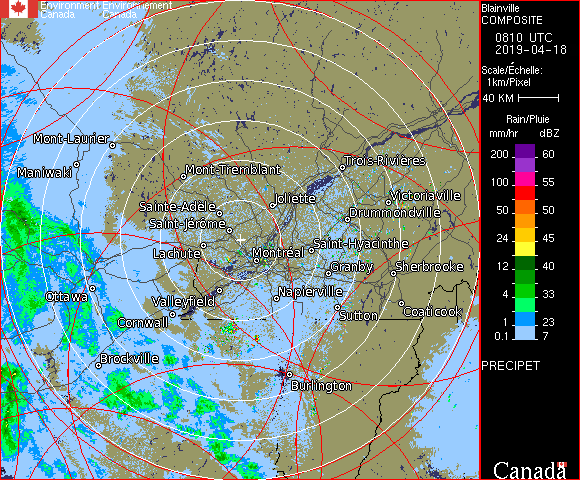 Environment Environnement
Canada Canada
Blainville
COMPOSITE
0810 UTC
2019-04-18
Scale/Échelle:
1km/Pixel
40 KM
Rain/Pluie
mm/hr dBZ
200 60
100 55
50 50
24 45
12 40
4 33
1 23
0.1 7
PRECIPET
Canada
Mont-Laurier
Maniwaki
Mont-Tremblant
Trois-Rivières
Sainte-Adèle
Joliette
Victoriaville
Drummondville
Saint-Jérôme
Lachute
Montréal
Saint-Hyacinthe
Granby
Sherbrooke
Ottawa
Valleyfield
Napierville
Cornwall
Sutton
Coaticook
Brockville
Burlington